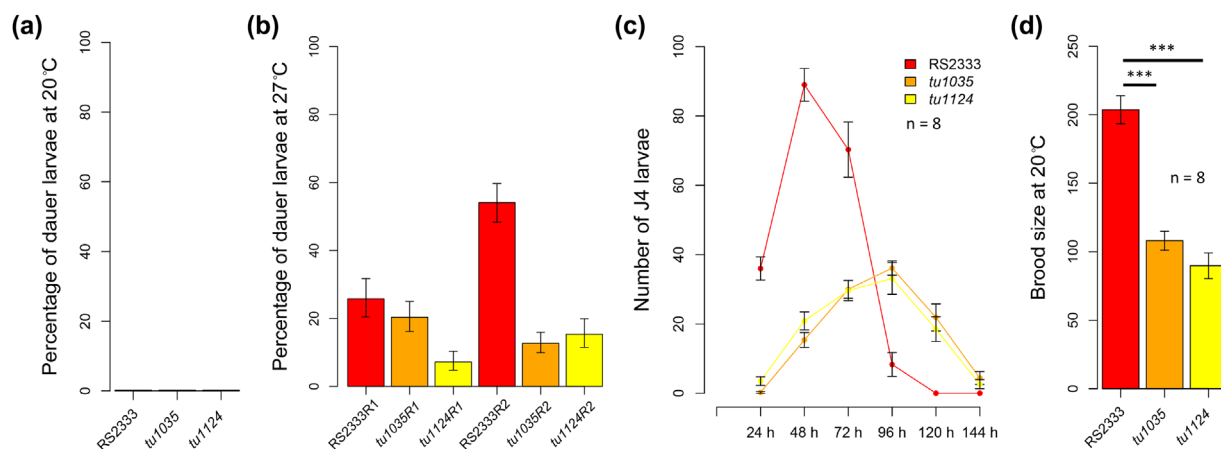 (a)
Percentage of dauer larvae at 20°C
0
20
40
60
80
100
RS2333
tu1035
tu1124
(b)
Percentage of dauer larvae at 27°C
0
20
40
60
80
100
RS2333R1
tu1035R1
tu1124R1
RS2333R2
tu1035R2
tu1124R2
(c)
Number of J4 larvae
0
20
40
60
80
100
RS2333
tu1035
tu1124
n = 8
24 h
48 h
72 h
96 h
120 h
144 h
(d)
Brood size at 20°C
0
50
100
150
200
250
***
***
n = 8
RS2333
tu1035
tu1124